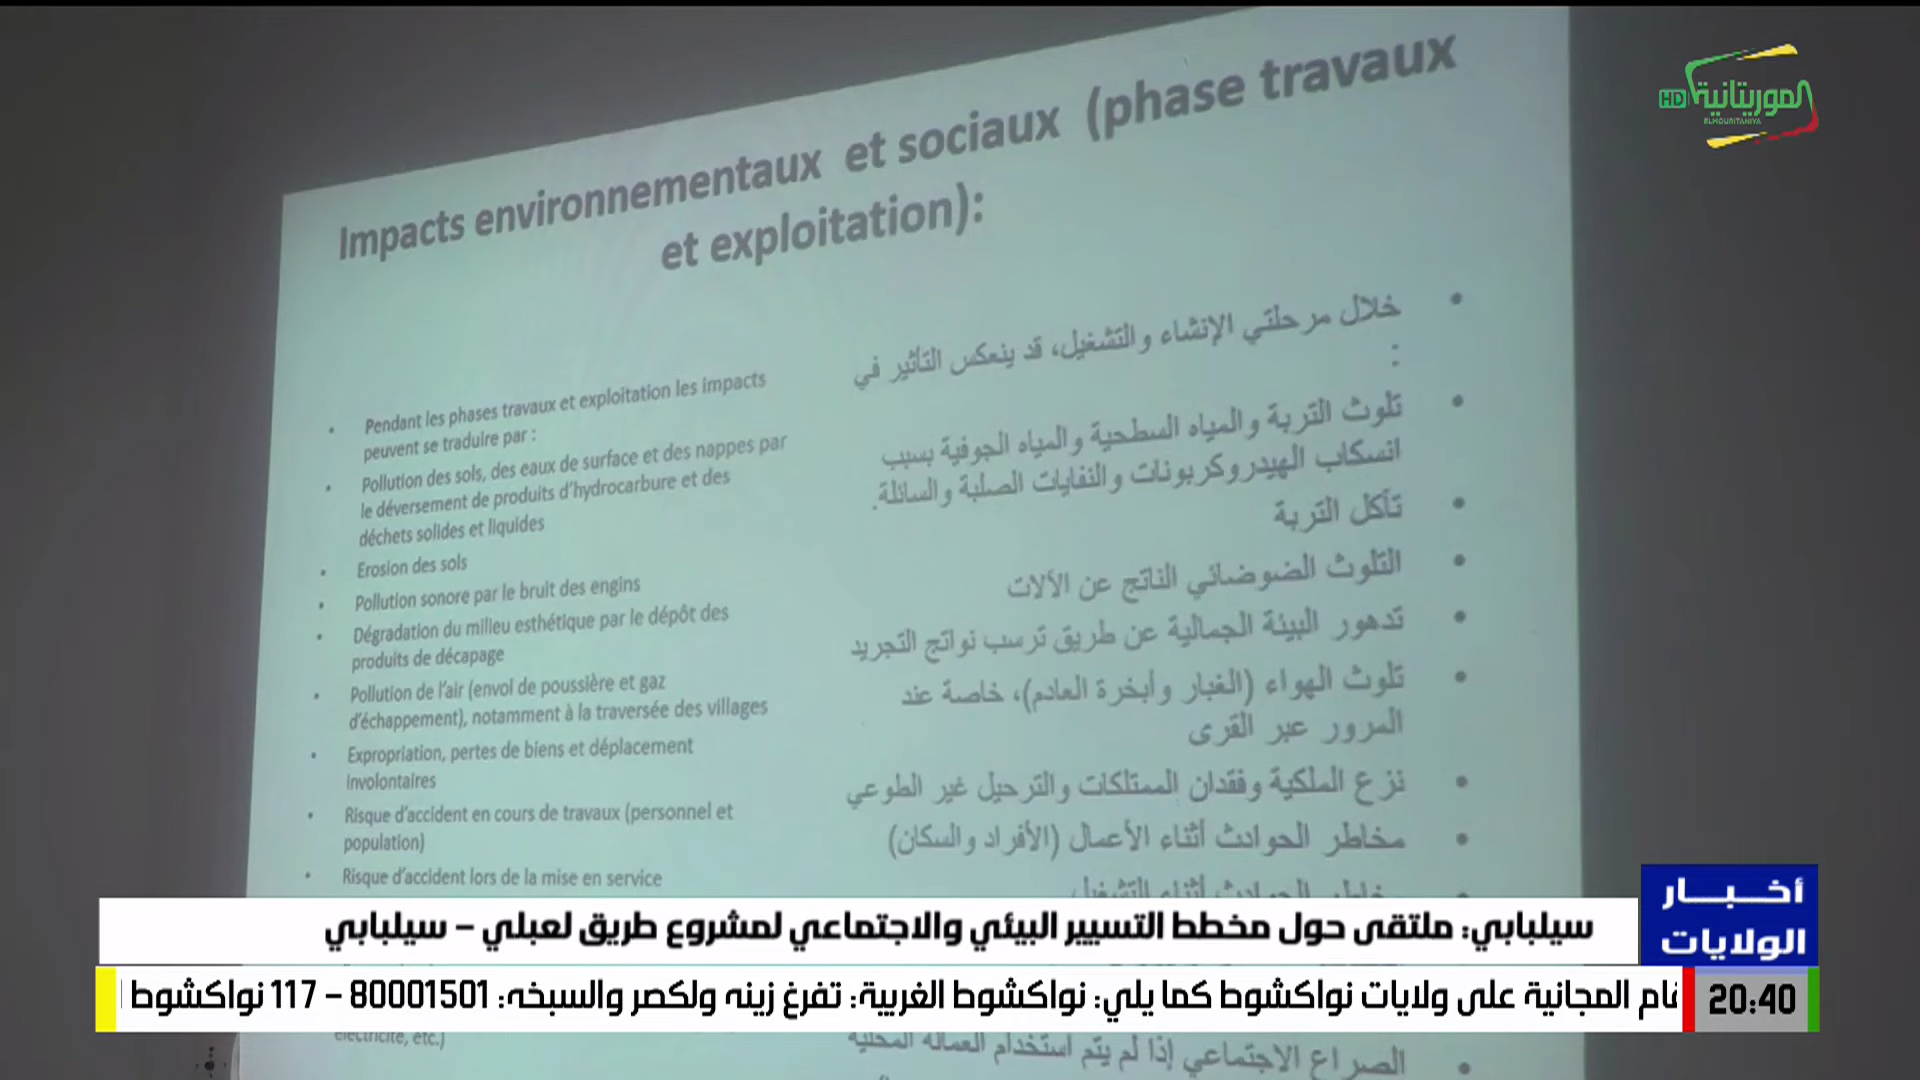 الموريتانية
HD
ELMOURITANIYA
Impacts environnementaux et sociaux (phase travaux
et exploitation):
• Pendant les phases travaux et exploitation les impacts
peuvent se traduire par :
• Pollution des sols, des eaux de surface et des nappes par
le déversement de produits d'hydrocarbure et des
déchets solides et liquides
• Erosion des sols
• Pollution sonore par le bruit des engins
• Dégradation du milieu esthétique par le dépôt des
produits de décapage
• Pollution de l'air (envol de poussière et gaz
d'échappement), notamment à la traversée des villages
• Expropriation, pertes de biens et déplacement
involontaires
• Risque d'accident en cours de travaux (personnel et
population)
• Risque d'accident lors de la mise en service
électricité, etc.)
• خلال مرحلتي الإنشاء والتشغيل، قد ينعكس التأثير في
:
• تلوث التربة والمياه السطحية والمياه الجوفية بسبب
انسكاب الهيدروكربونات والنفايات الصلبة والسائلة.
• تآكل التربة
• التلوث الضوضائي الناتج عن الآلات
• تدهور البيئة الجمالية عن طريق ترسب نواتج التجريد
• تلوث الهواء (الغبار وأبخرة العادم)، خاصة عند
المرور عبر القرى
• نزع الملكية وفقدان الممتلكات والترحيل غير الطوعي
• مخاطر الحوادث أثناء الأعمال (الأفراد والسكان)
• مخاطر الحوادث أثناء التشغيل
• الصراع الاجتماعي إذا لم يتم استخدام العمالة المحلية
أخبار
الولايات
سيلبابي: ملتقى حول مخطط التسيير البيئي والاجتماعي لمشروع طريق لعبلي – سيلبابي
20:40
قام المجانية على ولايات نواكشوط كما يلي: نواكشوط الغربية: تفرغ زينه ولكصر والسبخه: 80001501 – 117 نواكشوط